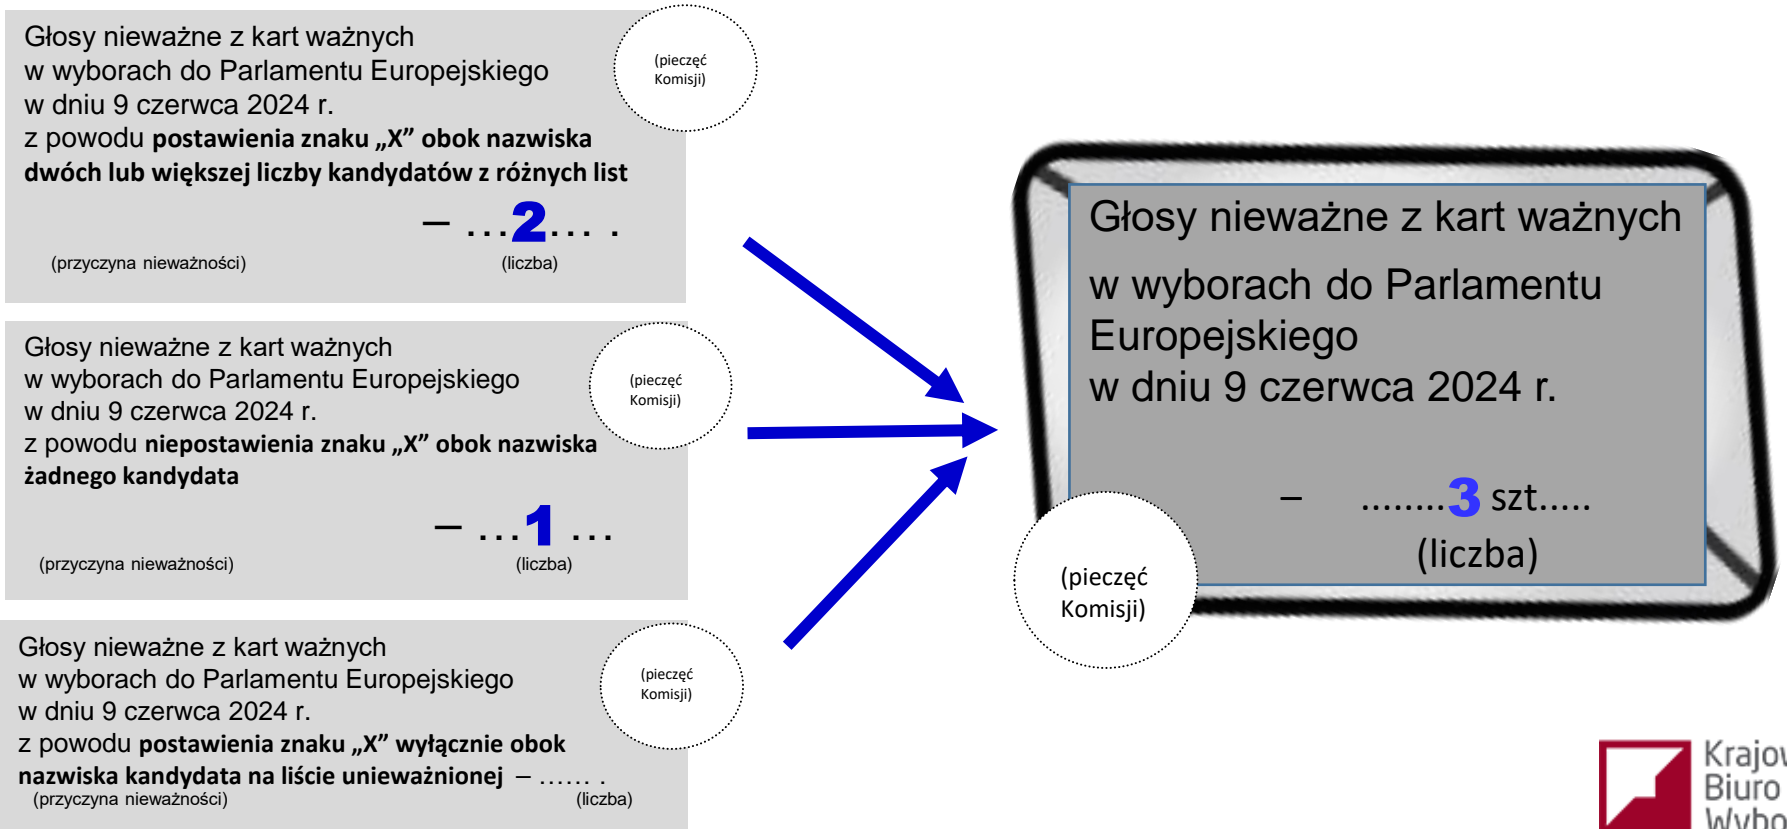 Głosy nieważne z kart ważnych
w wyborach do Parlamentu Europejskiego
w dniu 9 czerwca 2024 r.
z powodu postawienia znaku „X” obok nazwiska
dwóch lub większej liczby kandydatów z różnych list
– ...2... .
(przyczyna nieważności) (liczba)
(pieczęć
Komisji)
Głosy nieważne z kart ważnych
w wyborach do Parlamentu Europejskiego
w dniu 9 czerwca 2024 r.
z powodu niepostawienia znaku „X” obok nazwiska
żadnego kandydata
– ...1 ...
(przyczyna nieważności) (liczba)
(pieczęć
Komisji)
Głosy nieważne z kart ważnych
w wyborach do Parlamentu Europejskiego
w dniu 9 czerwca 2024 r.
z powodu postawienia znaku „X” wyłącznie obok
nazwiska kandydata na liście unieważnionej – ...... .
(przyczyna nieważności) (liczba)
(pieczęć
Komisji)
Głosy nieważne z kart ważnych
w wyborach do Parlamentu
Europejskiego
w dniu 9 czerwca 2024 r.
– ........3 szt.....
(liczba)
(pieczęć
Komisji)
Biuro